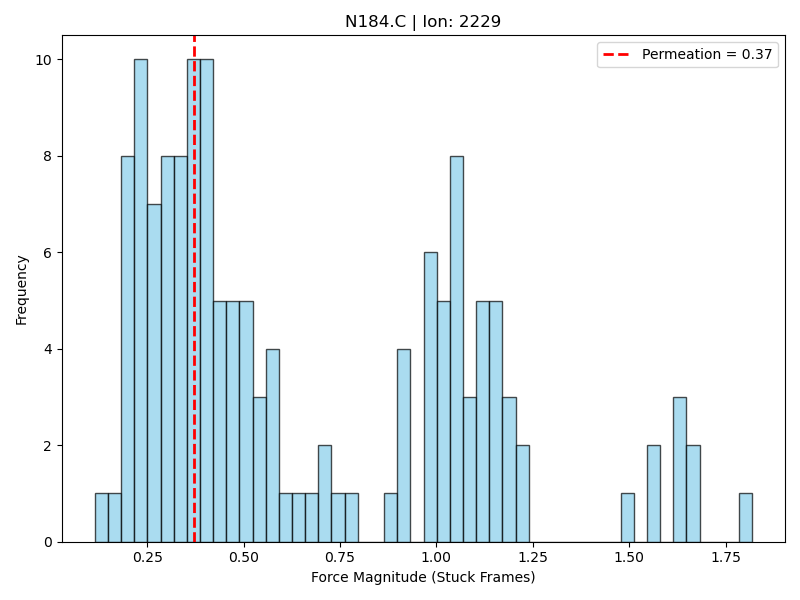 N184.C | Ion: 2229
Permeation = 0.37
Frequency
10
8
6
4
2
0
0.25 0.50 0.75 1.00 1.25 1.50 1.75
Force Magnitude (Stuck Frames)